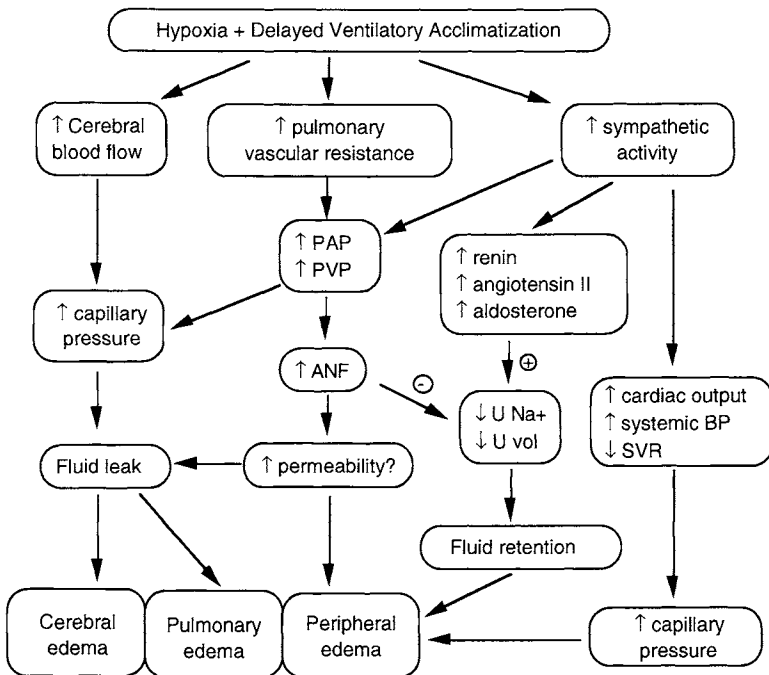 Hypoxia + Delayed Ventilatory Acclimatization
↑ Cerebral
blood flow
↑ pulmonary
vascular resistance
↑ sympathetic
activity
↑ PAP
↑ PVP
↑ renin
↑ angiotensin II
↑ aldosterone
↑ capillary
pressure
↑ ANF
-
+
↓ U Na+
↓ U vol
↑ cardiac output
↑ systemic BP
↓ SVR
Fluid leak
↑ permeability?
Fluid retention
Cerebral
edema
Pulmonary
edema
Peripheral
edema
↑ capillary
pressure